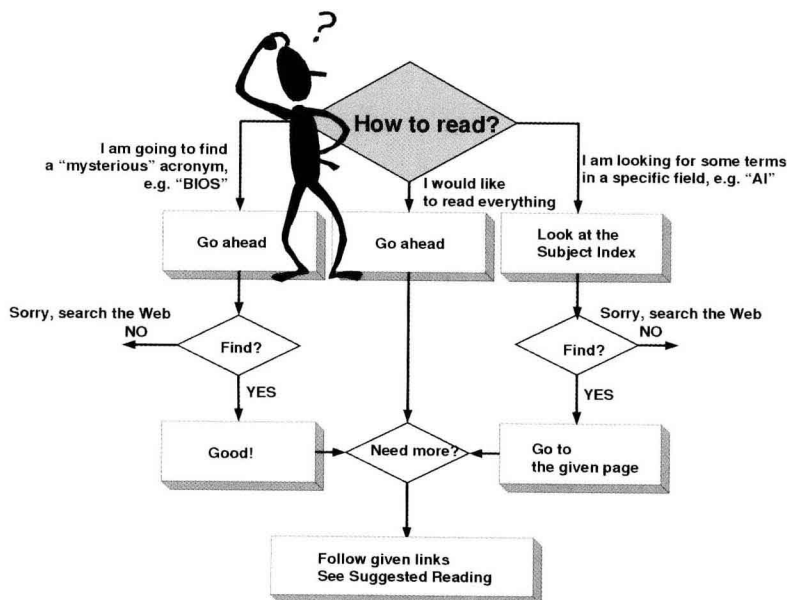 ?
How to read?
I am going to find
a “mysterious” acronym,
e.g. “BIOS”
I would like
to read everything
I am looking for some terms
in a specific field, e.g. “AI”
Go ahead
Go ahead
Look at the
Subject Index
Sorry, search the Web
NO
Find?
YES
Sorry, search the Web
NO
Find?
YES
Good!
Need more?
Go to
the given page
Follow given links
See Suggested Reading